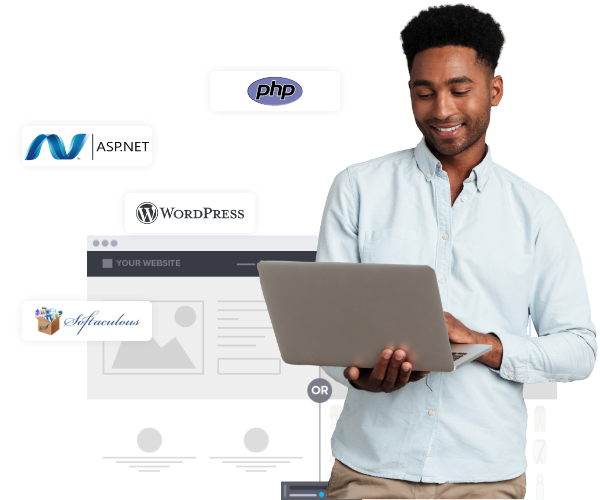 php
ASP.NET
WORDPRESS
YOUR WEBSITE
Softaculous
OR